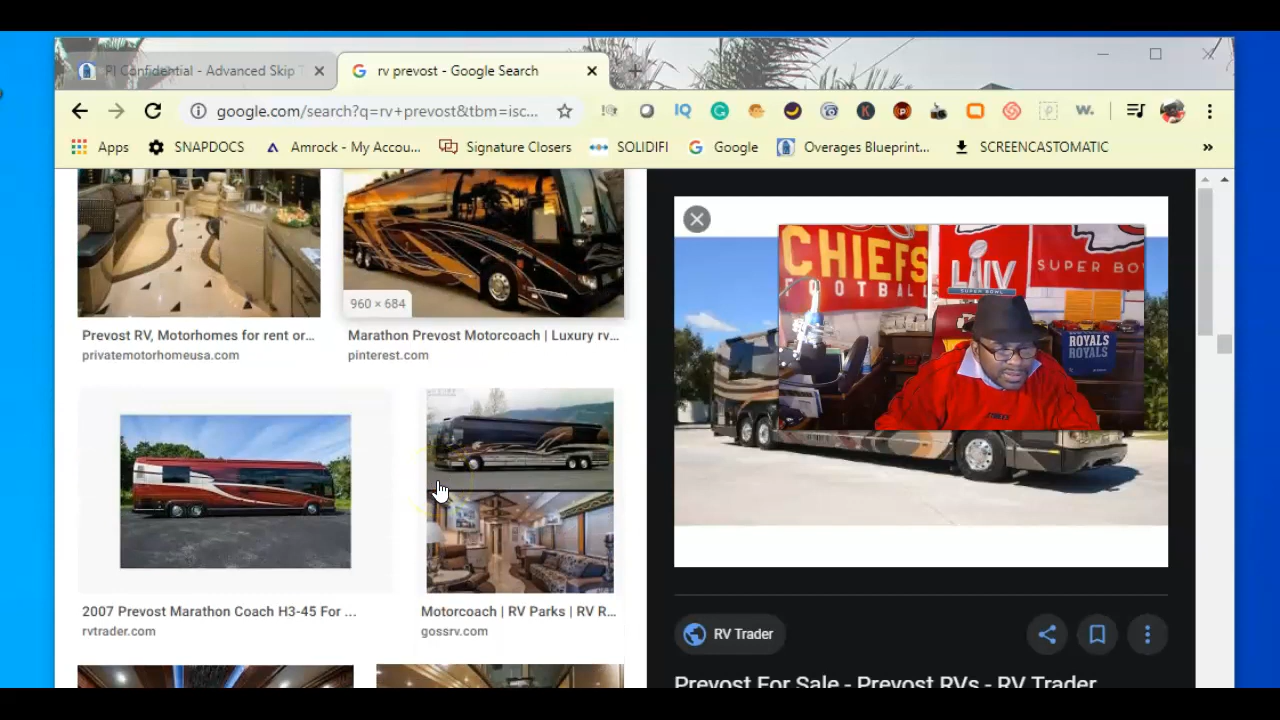 PI Confidential - Advanced Skip T
rv prevost - Google Search
google.com/search?q=rv+prevost&tbm=isc...
IQ
Apps
SNAPDOCS
Amrock - My Accou...
Signature Closers
SOLIDIFI
Google
Overages Blueprint...
SCREENCASTOMATIC
960 × 684
Prevost RV, Motorhomes for rent or...
privatemotorhomeusa.com
Marathon Prevost Motorcoach | Luxury rv...
pinterest.com
CHIEFS
FOOTBALL
LIV
SUPER BOWL
SUPER BO
ROYALS
ROYALS
2007 Prevost Marathon Coach H3-45 For ...
rvtrader.com
Motorcoach | RV Parks | RV R...
gossrv.com
RV Trader
Prevost For Sale - Prevost RVs - RV Trader